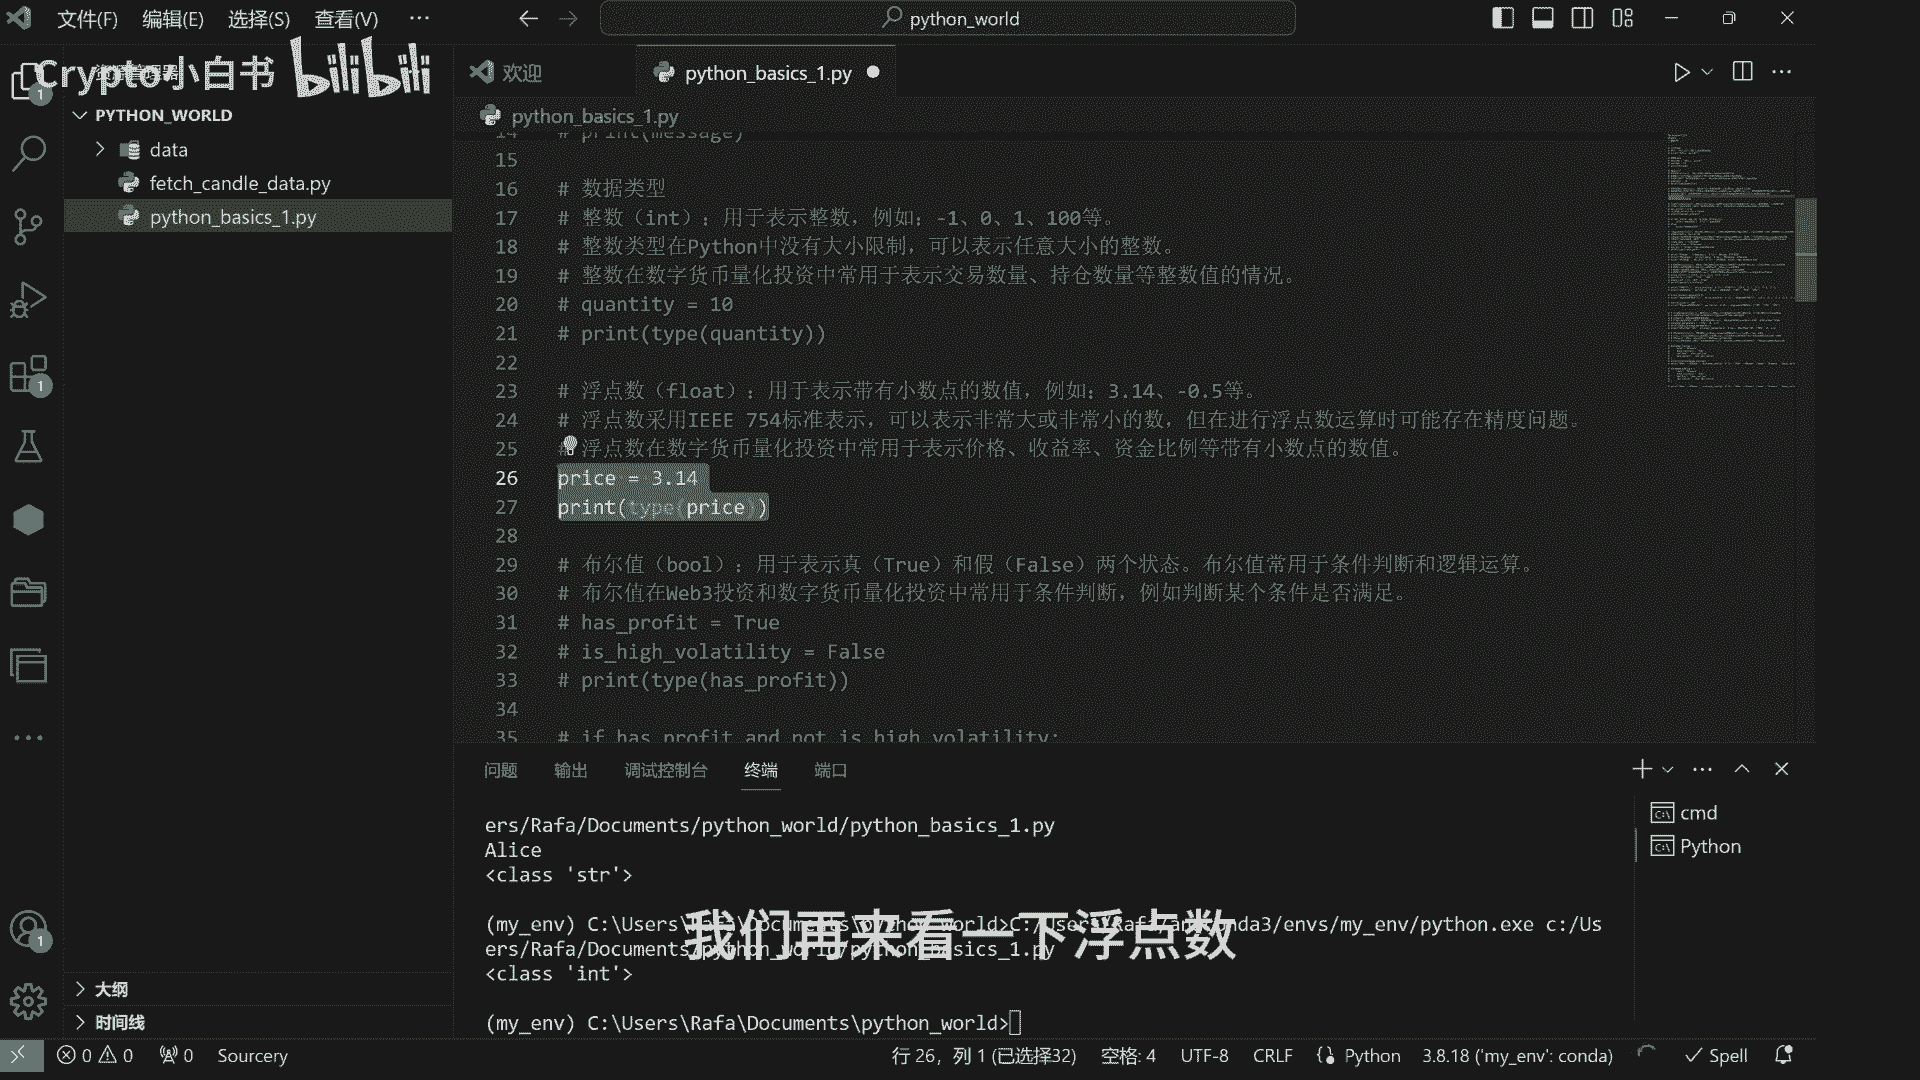 文件(F) 编辑(E) 选择(S) 查看(V) ··· python_world
Crypto小白书 bilibili
欢迎 python_basics_1.py
PYTHON_WORLD
data
fetch_candle_data.py
python_basics_1.py
python_basics_1.py
14 # print(message)
15
16 # 数据类型
17 # 整数（int）：用于表示整数，例如：-1、0、1、100等。
18 # 整数类型在Python中没有大小限制，可以表示任意大小的整数。
19 # 整数在数字货币量化投资中常用于表示交易数量、持仓数量等整数值的情况。
20 # quantity = 10
21 # print(type(quantity))
22
23 # 浮点数（float）：用于表示带有小数点的数值，例如：3.14、-0.5等。
24 # 浮点数采用IEEE 754标准表示，可以表示非常大或非常小的数，但在进行浮点数运算时可能存在精度问题。
25 # 浮点数在数字货币量化投资中常用于表示价格、收益率、资金比例等带有小数点的数值。
26 price = 3.14
27 print(type(price))
28
29 # 布尔值（bool）：用于表示真（True）和假（False）两个状态。布尔值常用于条件判断和逻辑运算。
30 # 布尔值在Web3投资和数字货币量化投资中常用于条件判断，例如判断某个条件是否满足。
31 # has_profit = True
32 # is_high_volatility = False
33 # print(type(has_profit))
34
35 # if has_profit and not is_high_volatility:
问题 输出 调试控制台 终端 端口
ers/Rafa/Documents/python_world/python_basics_1.py
Alice
<class 'str'>
(my_env) C:\Users\Rafa\Documents\python_world>C:/Users/Rafa/anaconda3/envs/my_env/python.exe c:/Us
ers/Rafa/Documents/python_world/python_basics_1.py
<class 'int'>
(my_env) C:\Users\Rafa\Documents\python_world>
cmd
Python
我们再来看一下浮点数
大纲
时间线
0 0 0 Sourcery 行 26，列 1 (已选择32) 空格: 4 UTF-8 CRLF Python 3.8.18 ('my_env': conda) Spell